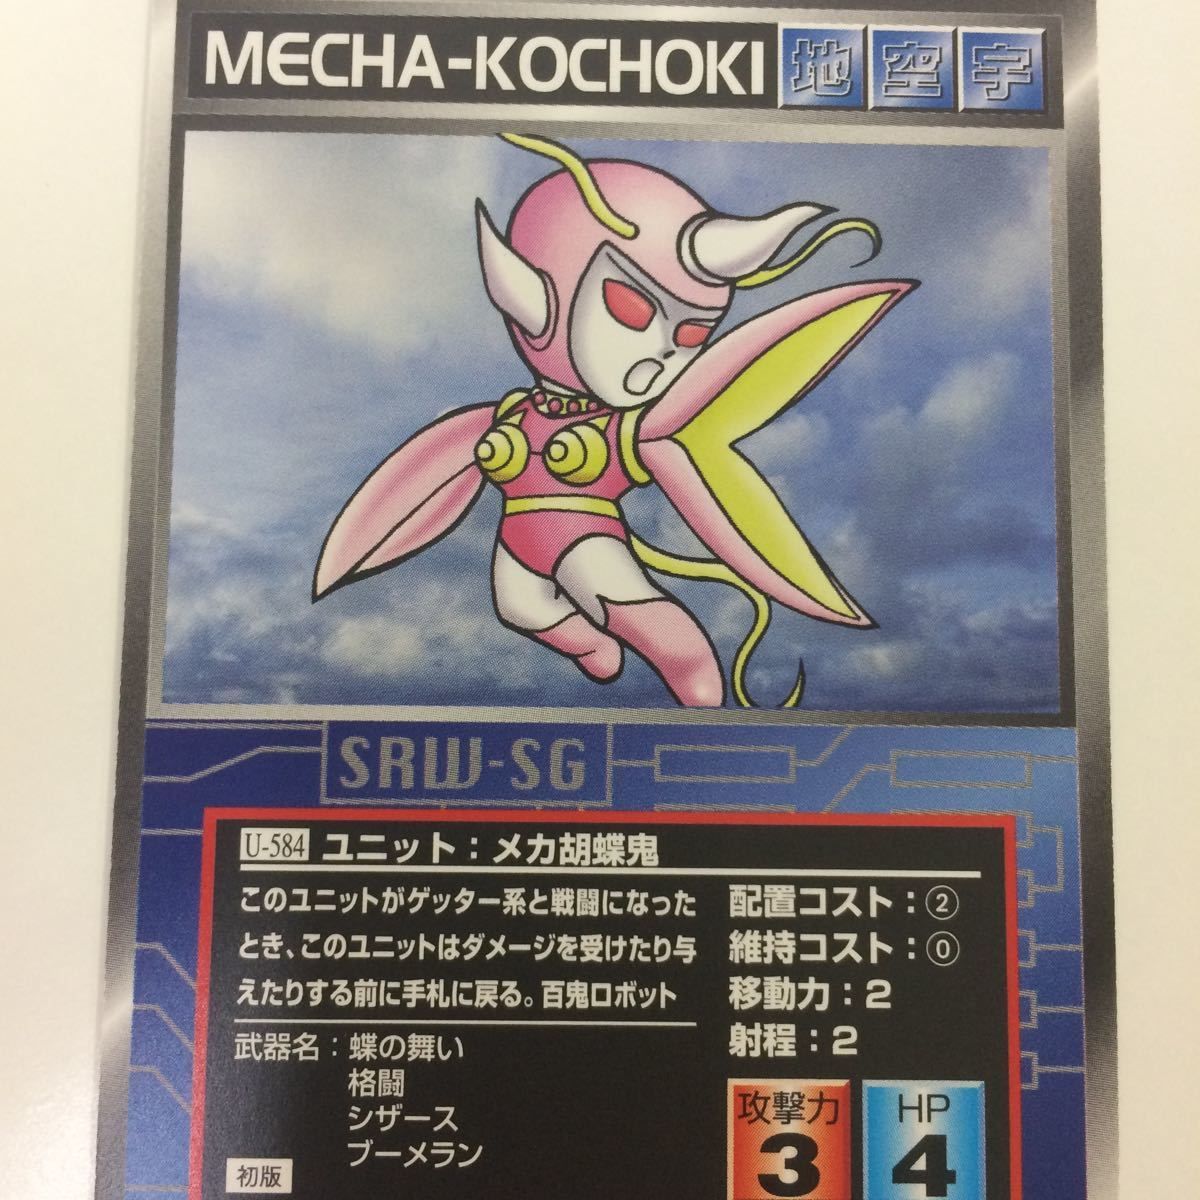 MECHA-KOCHOKI 地 空 宇
SRW-SG
U-584 ユニット：メカ胡蝶鬼
このユニットがゲッター系と戦闘になった
とき、このユニットはダメージを受けたり与
えたりする前に手札に戻る。百鬼ロボット
武器名：蝶の舞い
格闘
シザース
ブーメラン
初版
配置コスト：②
維持コスト：⓪
移動力：2
射程：2
攻撃力
3
HP
4